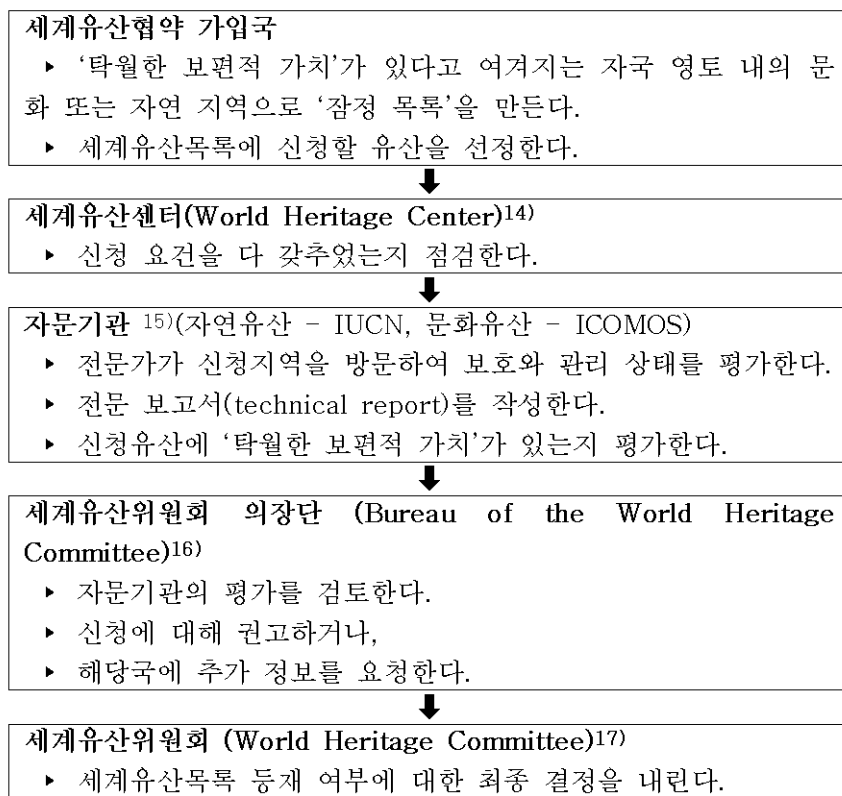 세계유산협약 가입국
▸ ‘탁월한 보편적 가치’가 있다고 여겨지는 자국 영토 내의 문
화 또는 자연 지역으로 ‘잠정 목록’을 만든다.
▸ 세계유산목록에 신청할 유산을 선정한다.
세계유산센터(World Heritage Center)14)
▸ 신청 요건을 다 갖추었는지 점검한다.
자문기관 15)(자연유산 - IUCN, 문화유산 - ICOMOS)
▸ 전문가가 신청지역을 방문하여 보호와 관리 상태를 평가한다.
▸ 전문 보고서(technical report)를 작성한다.
▸ 신청유산에 ‘탁월한 보편적 가치’가 있는지 평가한다.
세계유산위원회 의장단 (Bureau of the World Heritage
Committee)16)
▸ 자문기관의 평가를 검토한다.
▸ 신청에 대해 권고하거나,
▸ 해당국에 추가 정보를 요청한다.
세계유산위원회 (World Heritage Committee)17)
▸ 세계유산목록 등재 여부에 대한 최종 결정을 내린다.